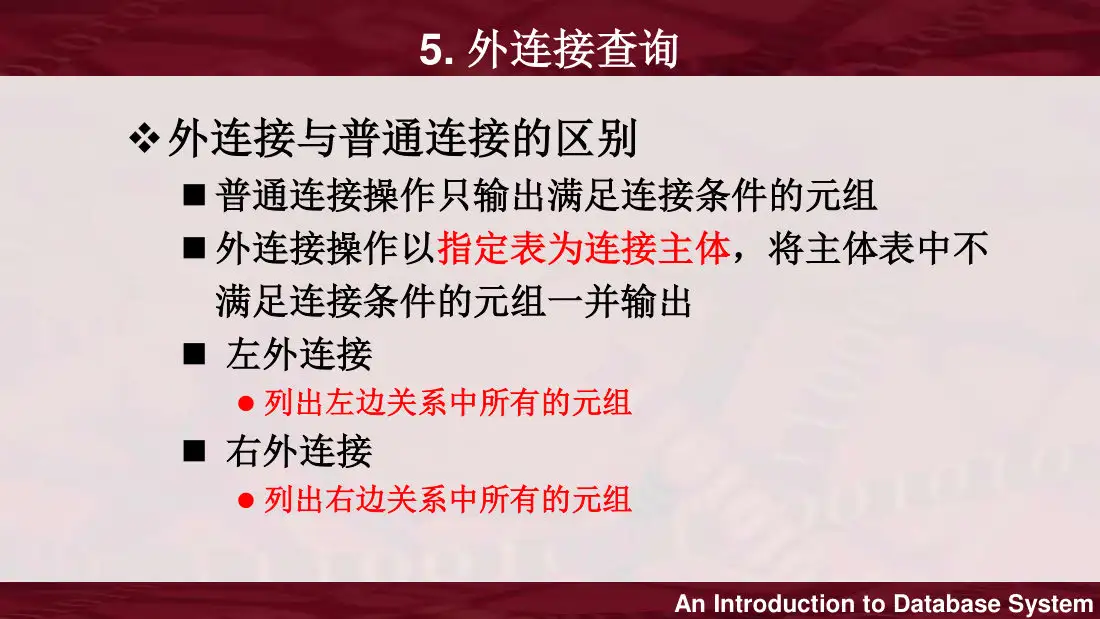 5. 外连接查询
外连接与普通连接的区别
普通连接操作只输出满足连接条件的元组
外连接操作以指定表为连接主体，将主体表中不
满足连接条件的元组一并输出
左外连接
列出左边关系中所有的元组
右外连接
列出右边关系中所有的元组
An Introduction to Database System